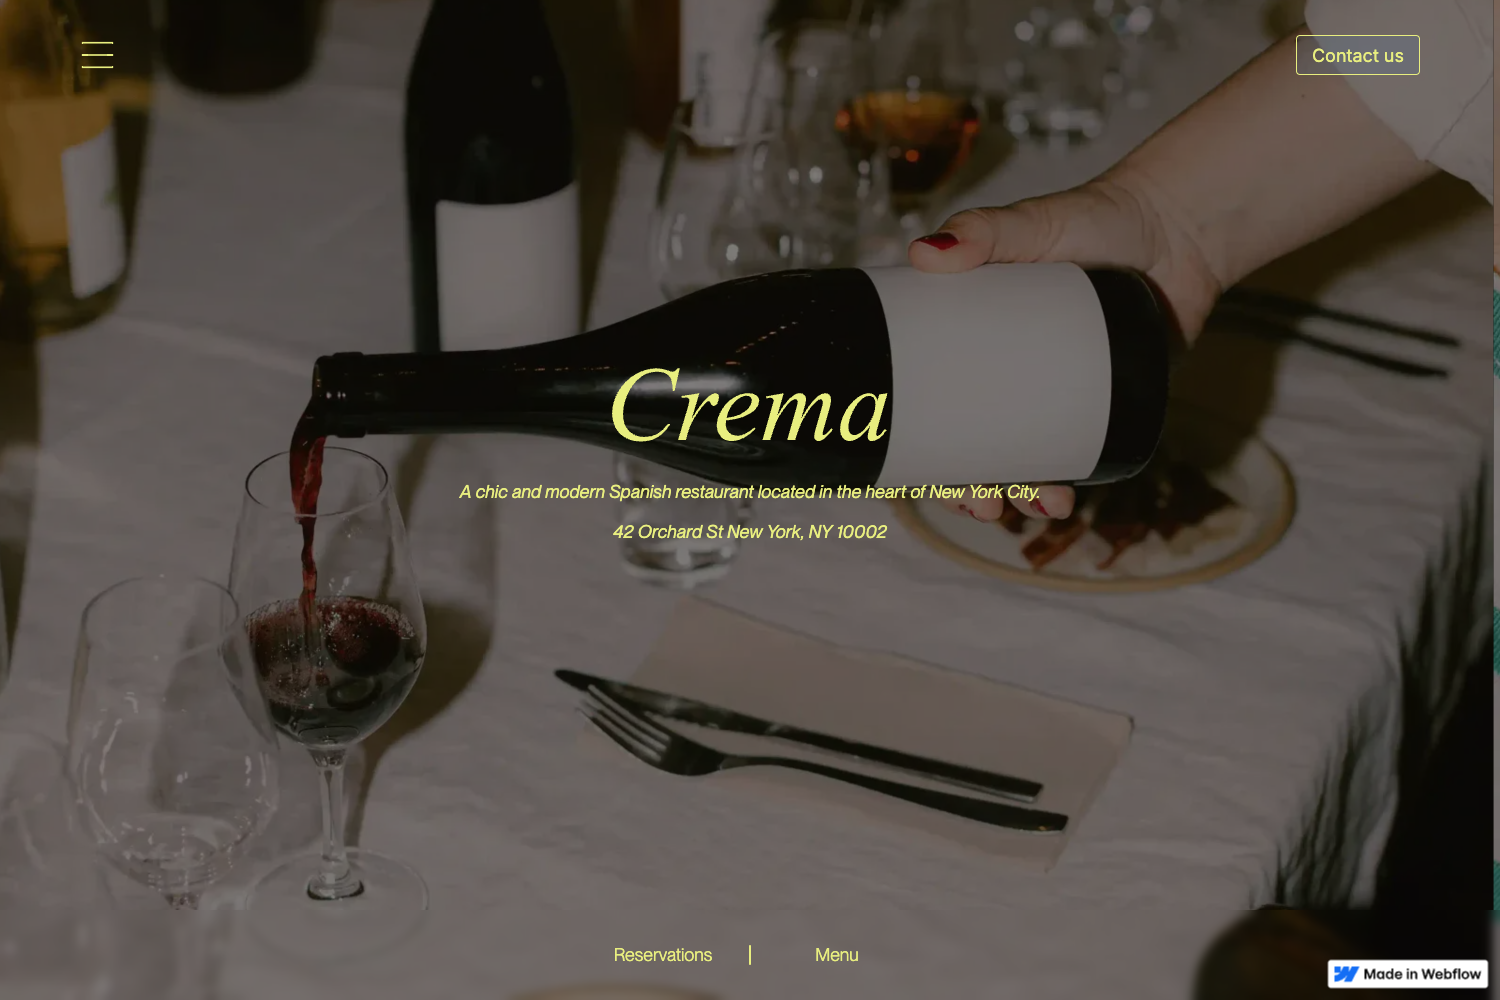 Contact us
Crema
A chic and modern Spanish restaurant located in the heart of New York City.
42 Orchard St New York, NY 10002
Reservations | Menu
Made in Webflow